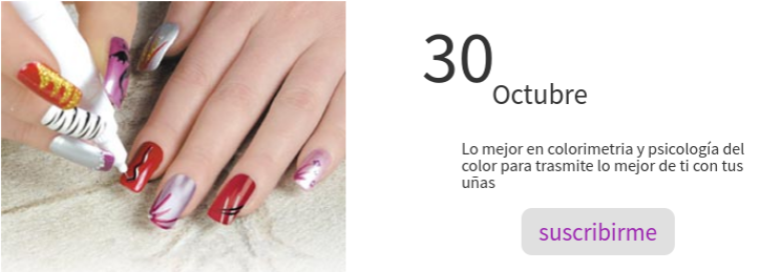 30
Octubre
Lo mejor en colorimetria y psicología del
color para trasmite lo mejor de ti con tus
uñas
suscribirme